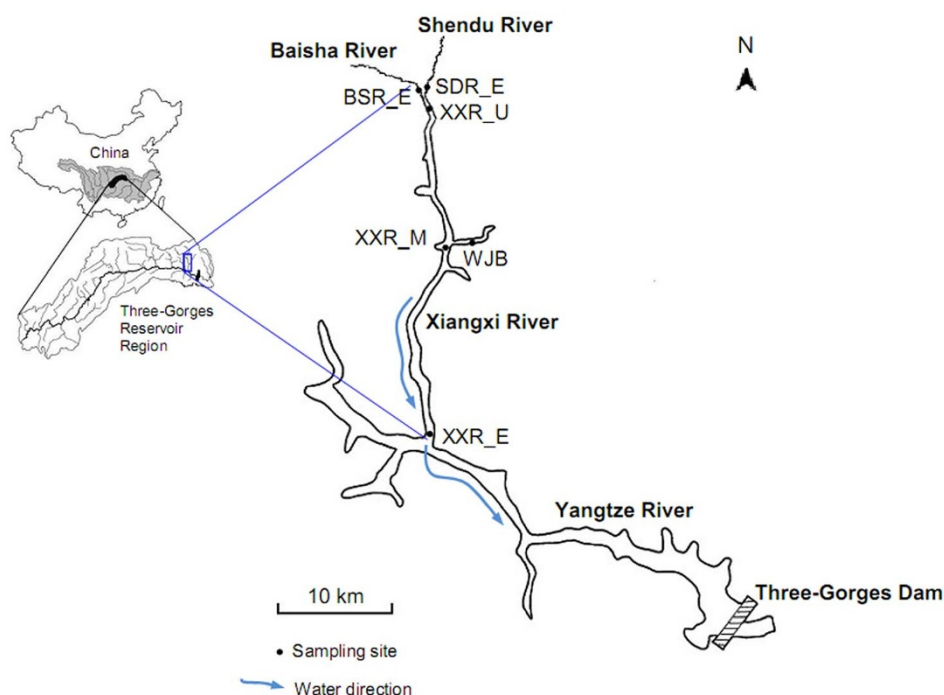 Shendu River
Baisha River
N
BSR_E
SDR_E
XXR_U
China
XXR_M
WJB
Three-Gorges
Reservoir
Region
Xiangxi River
XXR_E
Yangtze River
Three-Gorges Dam
10 km
Sampling site
Water direction